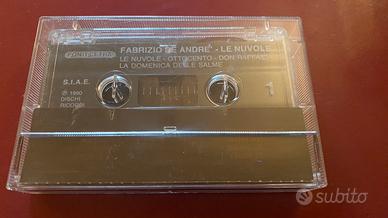 FABRIZIO DE ANDRE' - LE NUVOLE
LE NUVOLE - OTTOCENTO - DON RAFFAE'
LA DOMENICA DELLE SALME
S.I.A.E.
1
℗ 1990
DISCHI
RICORDI
subito